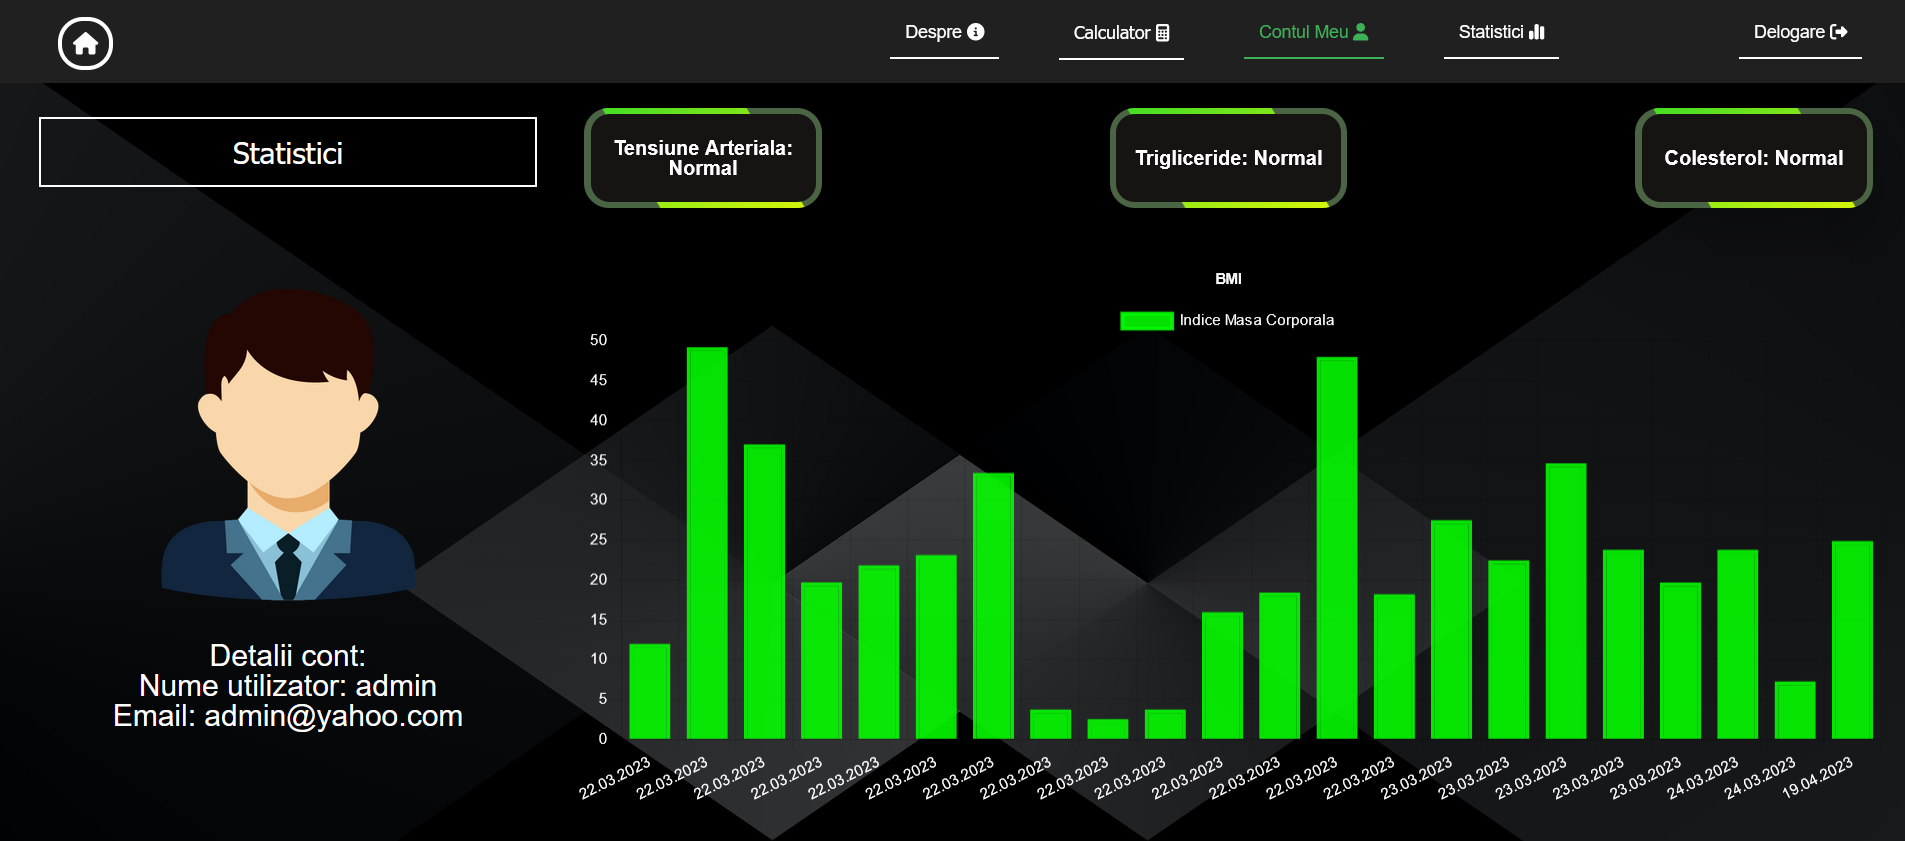 Despre
Calculator
Contul Meu
Statistici
Delogare
Statistici
Tensiune Arteriala:
Normal
Trigliceride: Normal
Colesterol: Normal
BMI
Indice Masa Corporala
50
45
40
35
30
25
20
15
10
5
0
22.03.2023
22.03.2023
22.03.2023
22.03.2023
22.03.2023
22.03.2023
22.03.2023
22.03.2023
22.03.2023
22.03.2023
22.03.2023
22.03.2023
22.03.2023
22.03.2023
23.03.2023
23.03.2023
23.03.2023
23.03.2023
23.03.2023
24.03.2023
24.03.2023
19.04.2023
Detalii cont:
Nume utilizator: admin
Email: admin@yahoo.com